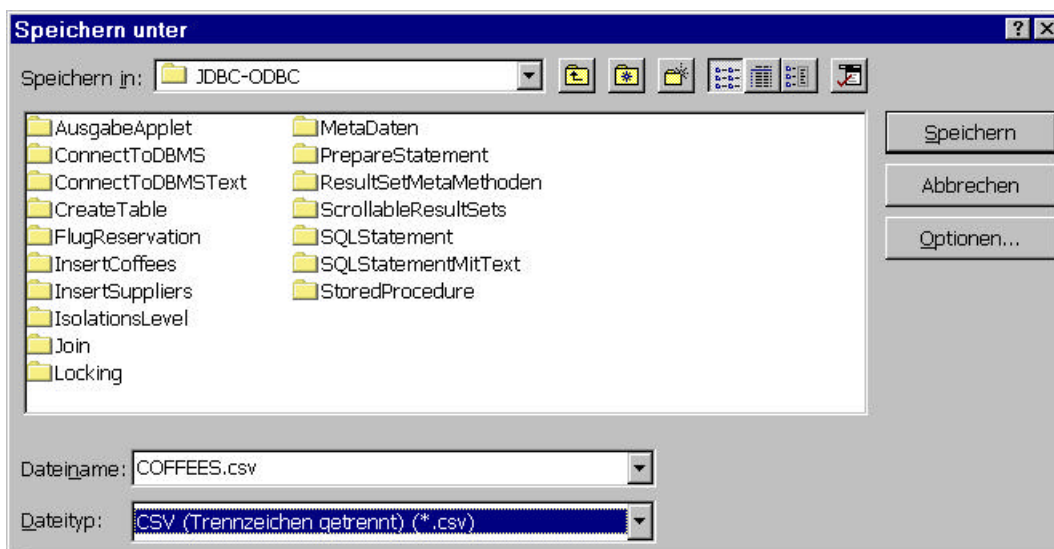 Speichern unter
Speichern in: JDBC-ODBC
AusgabeApplet
ConnectToDBMS
ConnectToDBMSText
CreateTable
FlugReservation
InsertCoffees
InsertSuppliers
IsolationsLevel
Join
Locking
MetaDaten
PrepareStatement
ResultSetMetaMethoden
ScrollableResultSets
SQLStatement
SQLStatementMitText
StoredProcedure
Speichern
Abbrechen
Optionen...
Dateiname: COFFEES.csv
Dateityp: CSV (Trennzeichen getrennt) (*.csv)